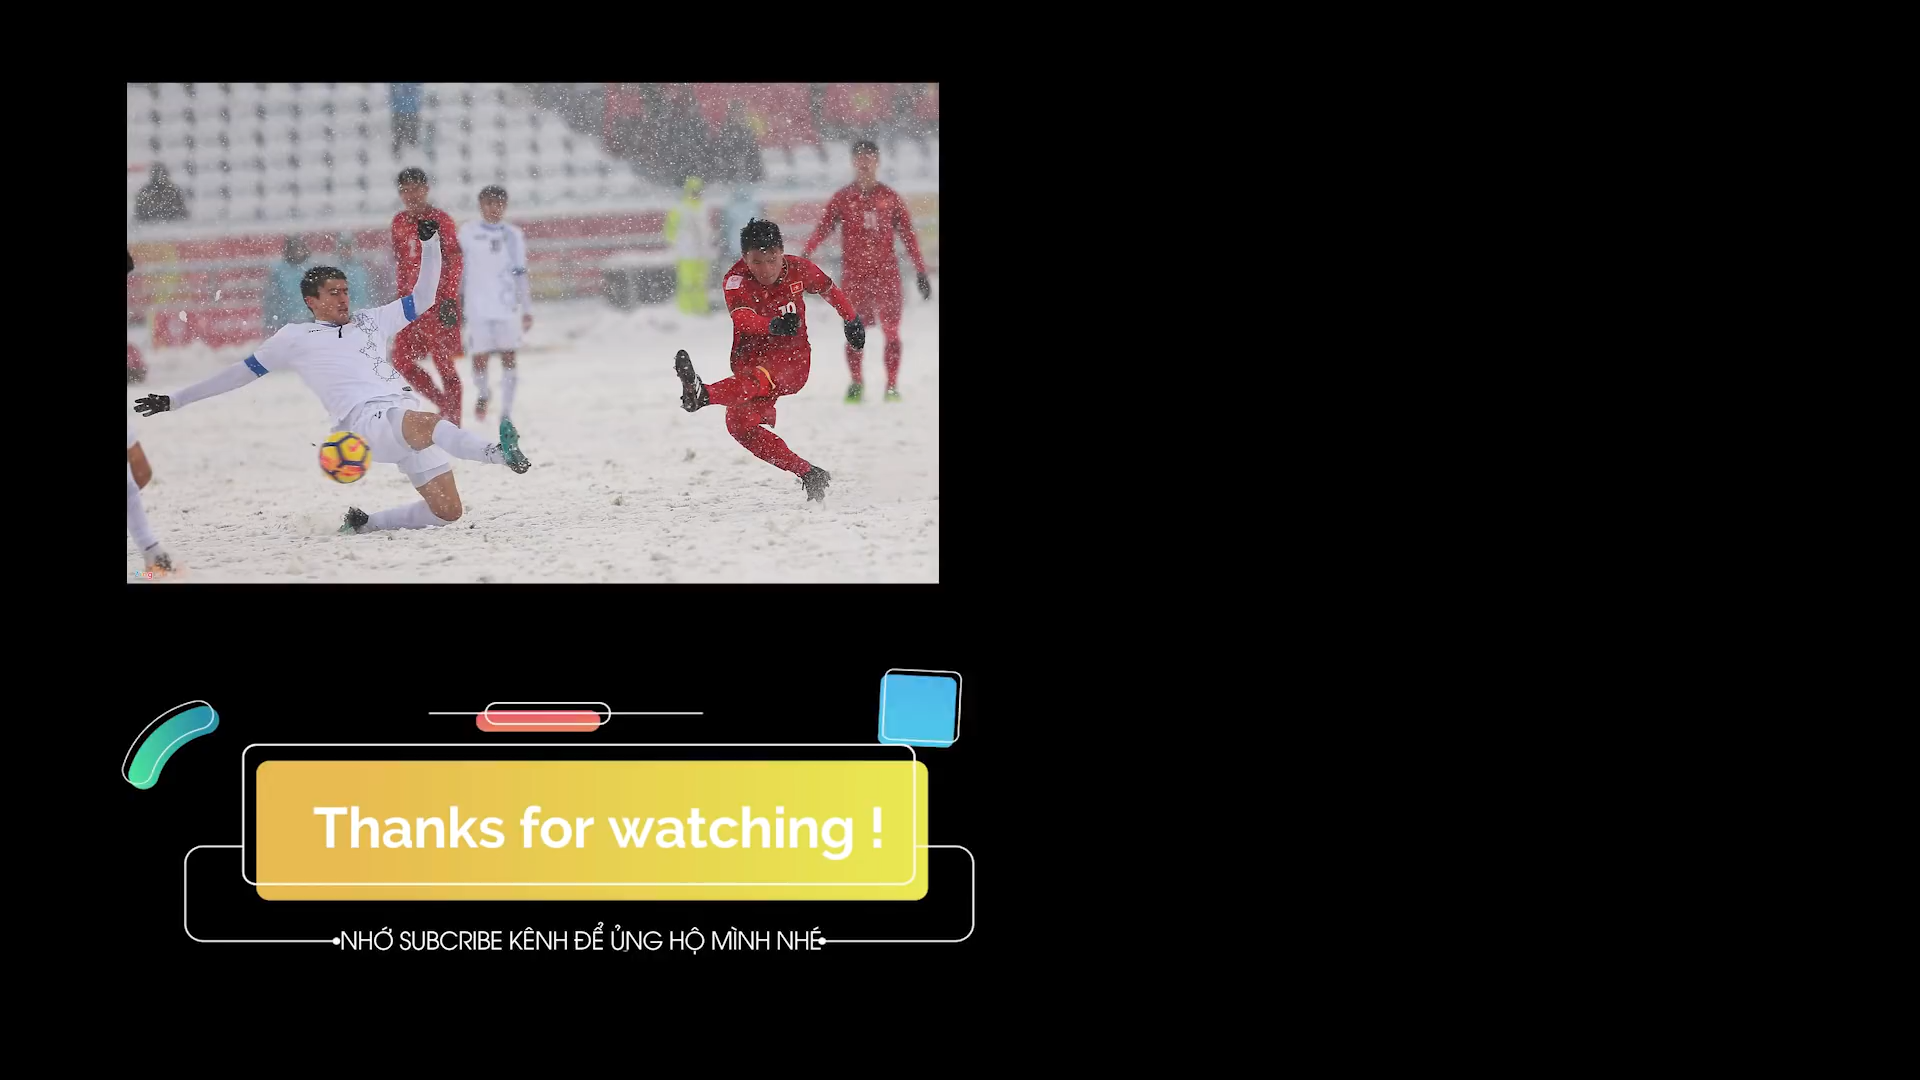 Thanks for watching !
NHỚ SUBCRIBE KÊNH ĐỂ ỦNG HỘ MÌNH NHÉ